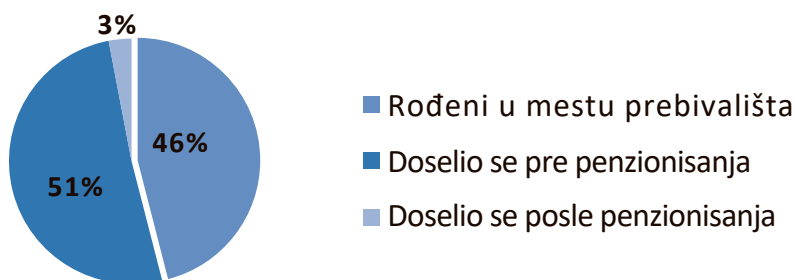 3%
46%
51%
Rođeni u mestu prebivališta
Doselio se pre penzionisanja
Doselio se posle penzionisanja